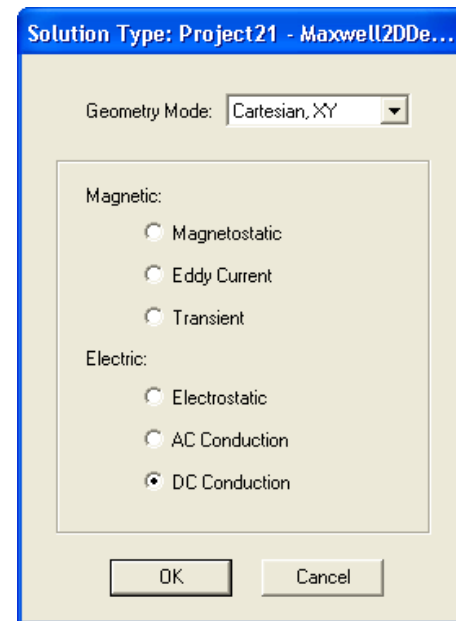 Solution Type: Project21 - Maxwell2DDe...
Geometry Mode: Cartesian, XY
Magnetic:
Magnetostatic
Eddy Current
Transient
Electric:
Electrostatic
AC Conduction
DC Conduction
OK Cancel